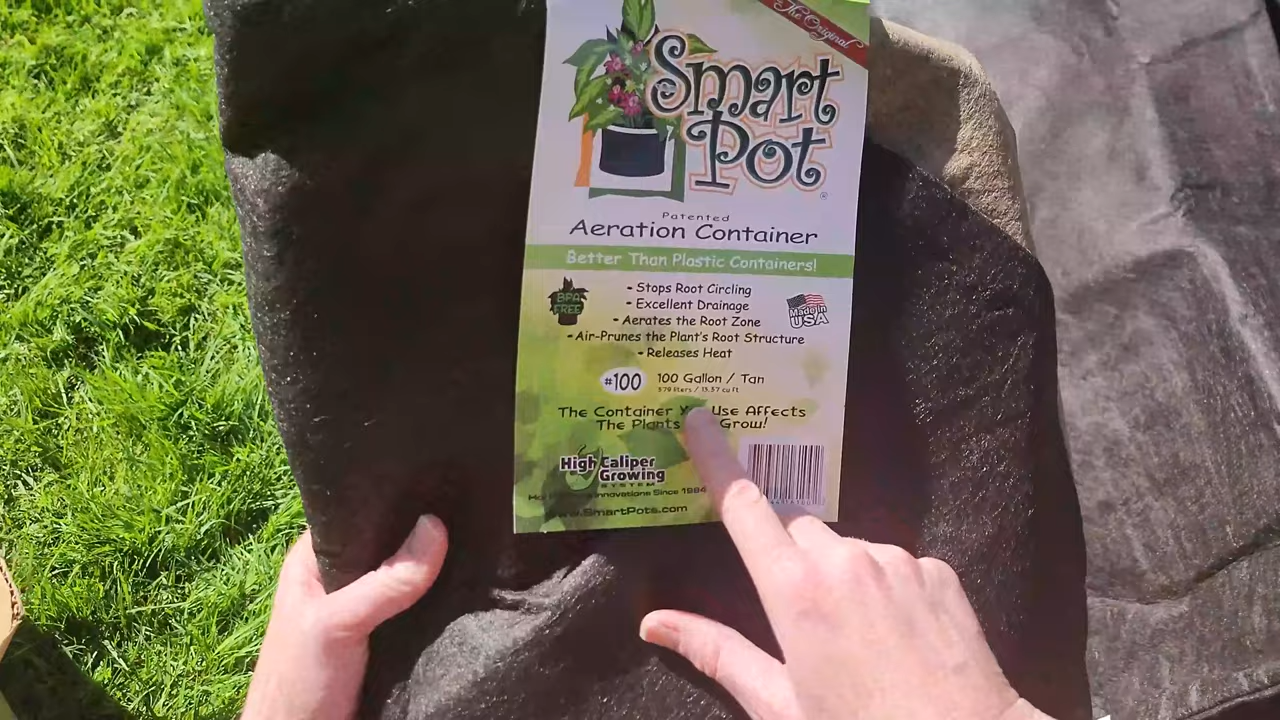 The Original
Smart
Pot
®
Patented
Aeration Container
Better Than Plastic Containers!
BPA
FREE
- Stops Root Circling
- Excellent Drainage
- Aerates the Root Zone
- Air-Prunes the Plant's Root Structure
- Releases Heat
Made in
USA
#100
100 Gallon / Tan
The Container Use Affects
The Plants Grow!
High Caliper
Growing
SYSTEM
Innovations Since 1984
.SmartPots.com